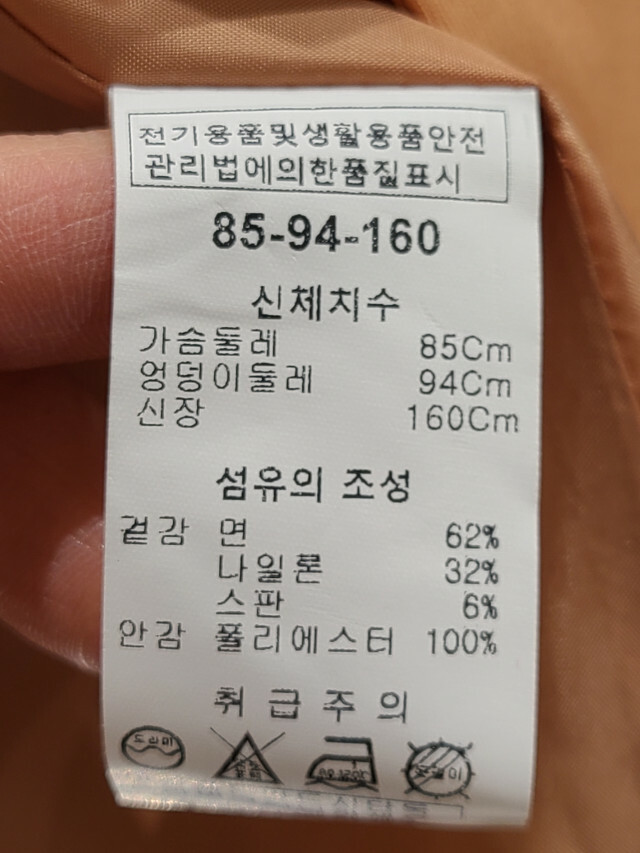 전기용품및생활용품안전
관리법에의한품질표시
85-94-160
신체치수
가슴둘레 85Cm
엉덩이둘레 94Cm
신장 160Cm
섬유의 조성
겉감 면 62%
나일론 32%
스판 6%
안감 폴리에스터 100%
취급주의
드라이